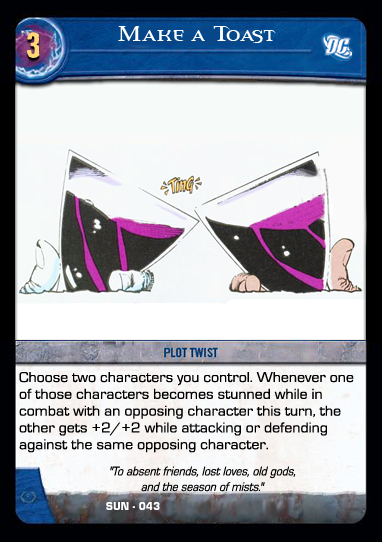 3
MAKE A TOAST
DC
TING
PLOT TWIST
Choose two characters you control. Whenever one
of those characters becomes stunned while in
combat with an opposing character this turn, the
other gets +2/+2 while attacking or defending
against the same opposing character.
"To absent friends, lost loves, old gods,
and the season of mists."
SUN · 043